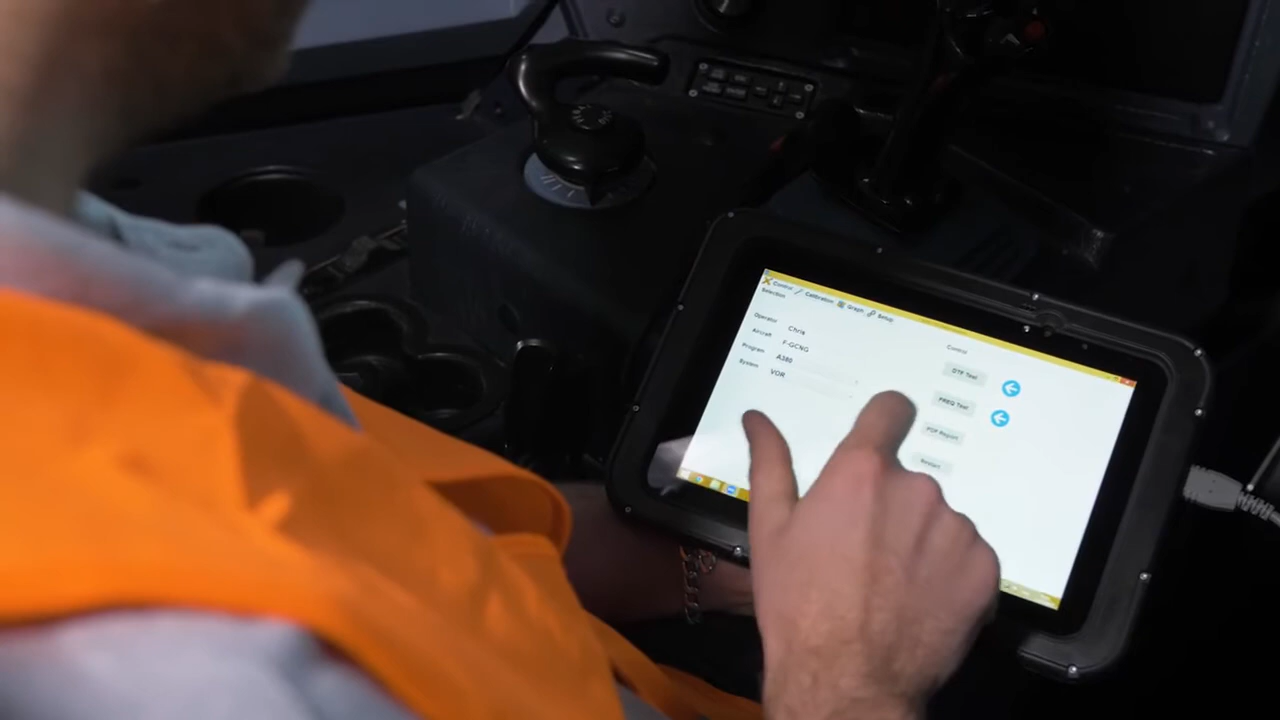 Control Calibration Graph Setup
Selection
Operator Chris
Aircraft F-GCNG
Program A380
System VOR
Control
DTF Test
FREQ Test
PDF Report
Restart